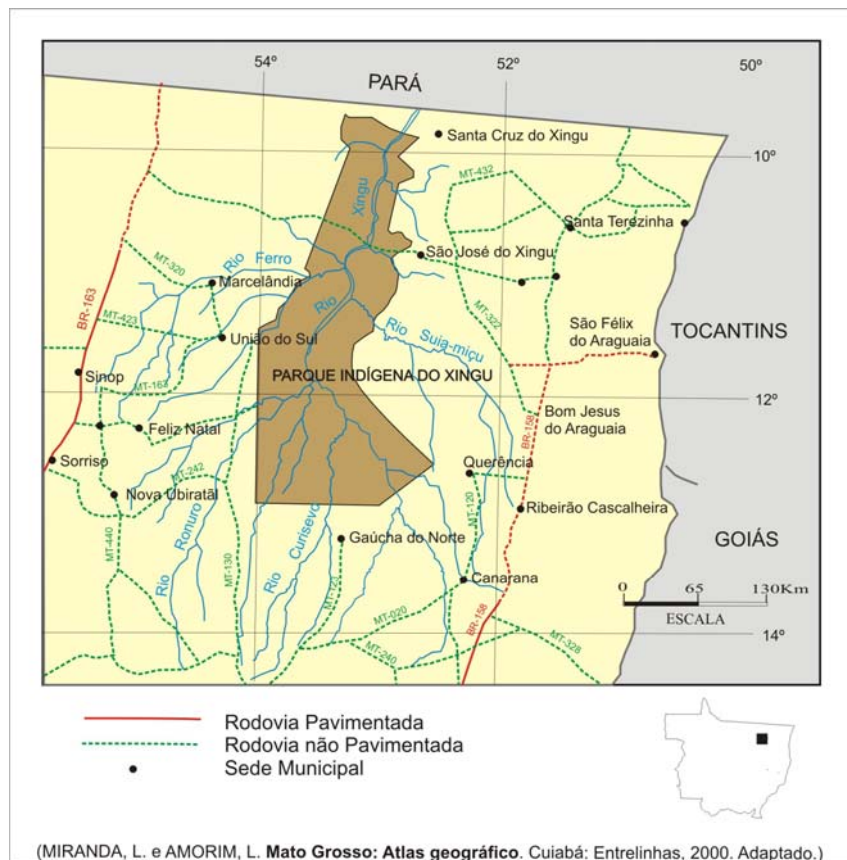 54º
52º
50º
PARÁ
Santa Cruz do Xingu
10º
MT-432
Xingu
Santa Terezinha
São José do Xingu
Rio Ferro
MT-320
Marcelândia
Rio
BR-163
MT-423
União do Sul
Rio Suia-miçu
MT-322
São Félix
do Araguaia
TOCANTINS
Sinop
MT-163
PARQUE INDÍGENA DO XINGU
12º
Feliz Natal
Bom Jesus
do Araguaia
BR-158
Sorriso
MT-242
Querência
Nova Ubiratã
MT-120
Ribeirão Cascalheira
Rio Ronuro
Rio Curisevo
Gaúcha do Norte
GOIÁS
MT-440
MT-130
MT-121
Canarana
0 65 130Km
ESCALA
MT-020
BR-158
14º
MT-240
MT-328
Rodovia Pavimentada
Rodovia não Pavimentada
Sede Municipal
(MIRANDA, L. e AMORIM, L. Mato Grosso: Atlas geográfico. Cuiabá: Entrelinhas, 2000. Adaptado.)